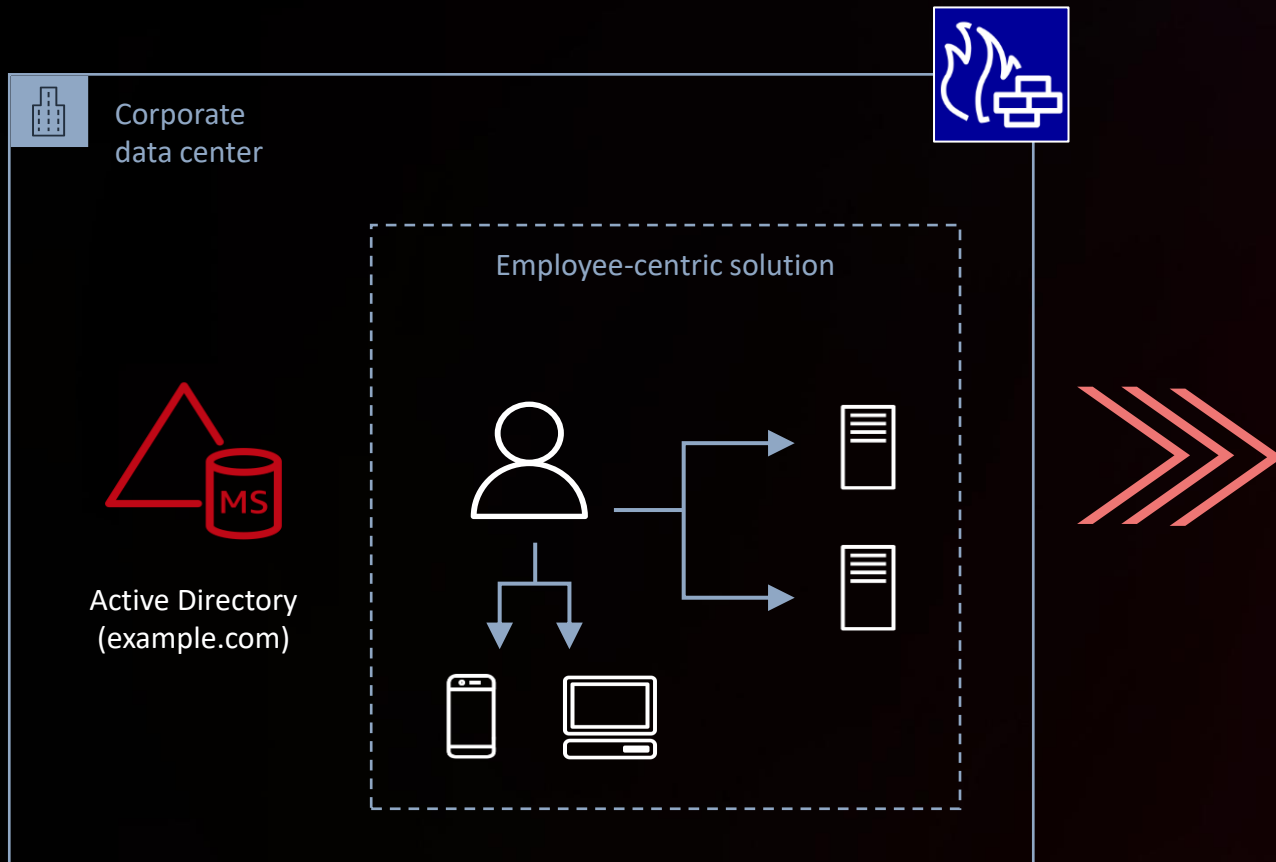 Corporate
data center
Employee-centric solution
MS
Active Directory
(example.com)